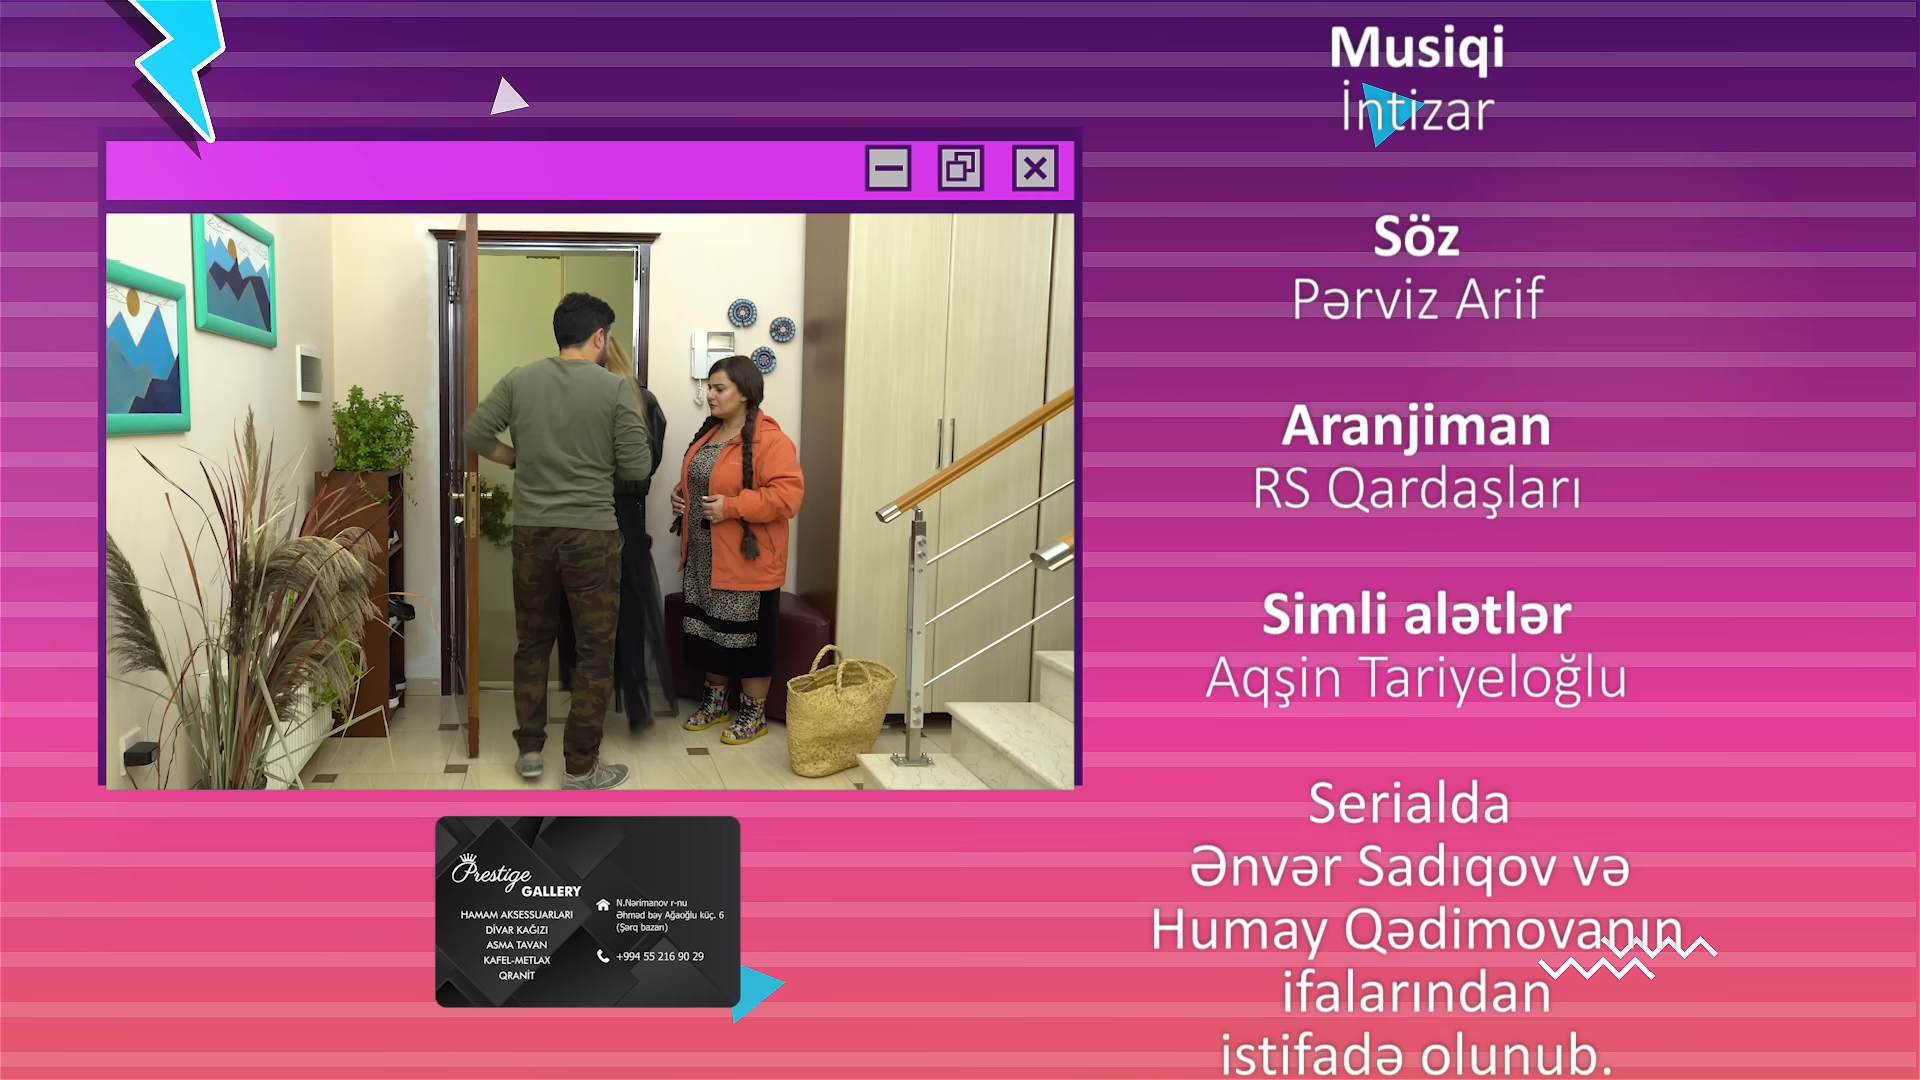 Musiqi
İntizar
Söz
Pərviz Arif
Aranjiman
RS Qardaşları
Simli alətlər
Aqşin Tariyeloğlu
Serialda
Ənvər Sadıqov və
Humay Qədimovanın
ifalarından
istifadə olunub.
Prestige
GALLERY
HAMAM AKSESSUARLARI
DİVAR KAĞIZI
ASMA TAVAN
KAFEL-METLAX
QRANİT
N.Nərimanov r-nu
Əhməd bəy Ağaoğlu küç. 6
(Şərq bazarı)
+994 55 216 90 29